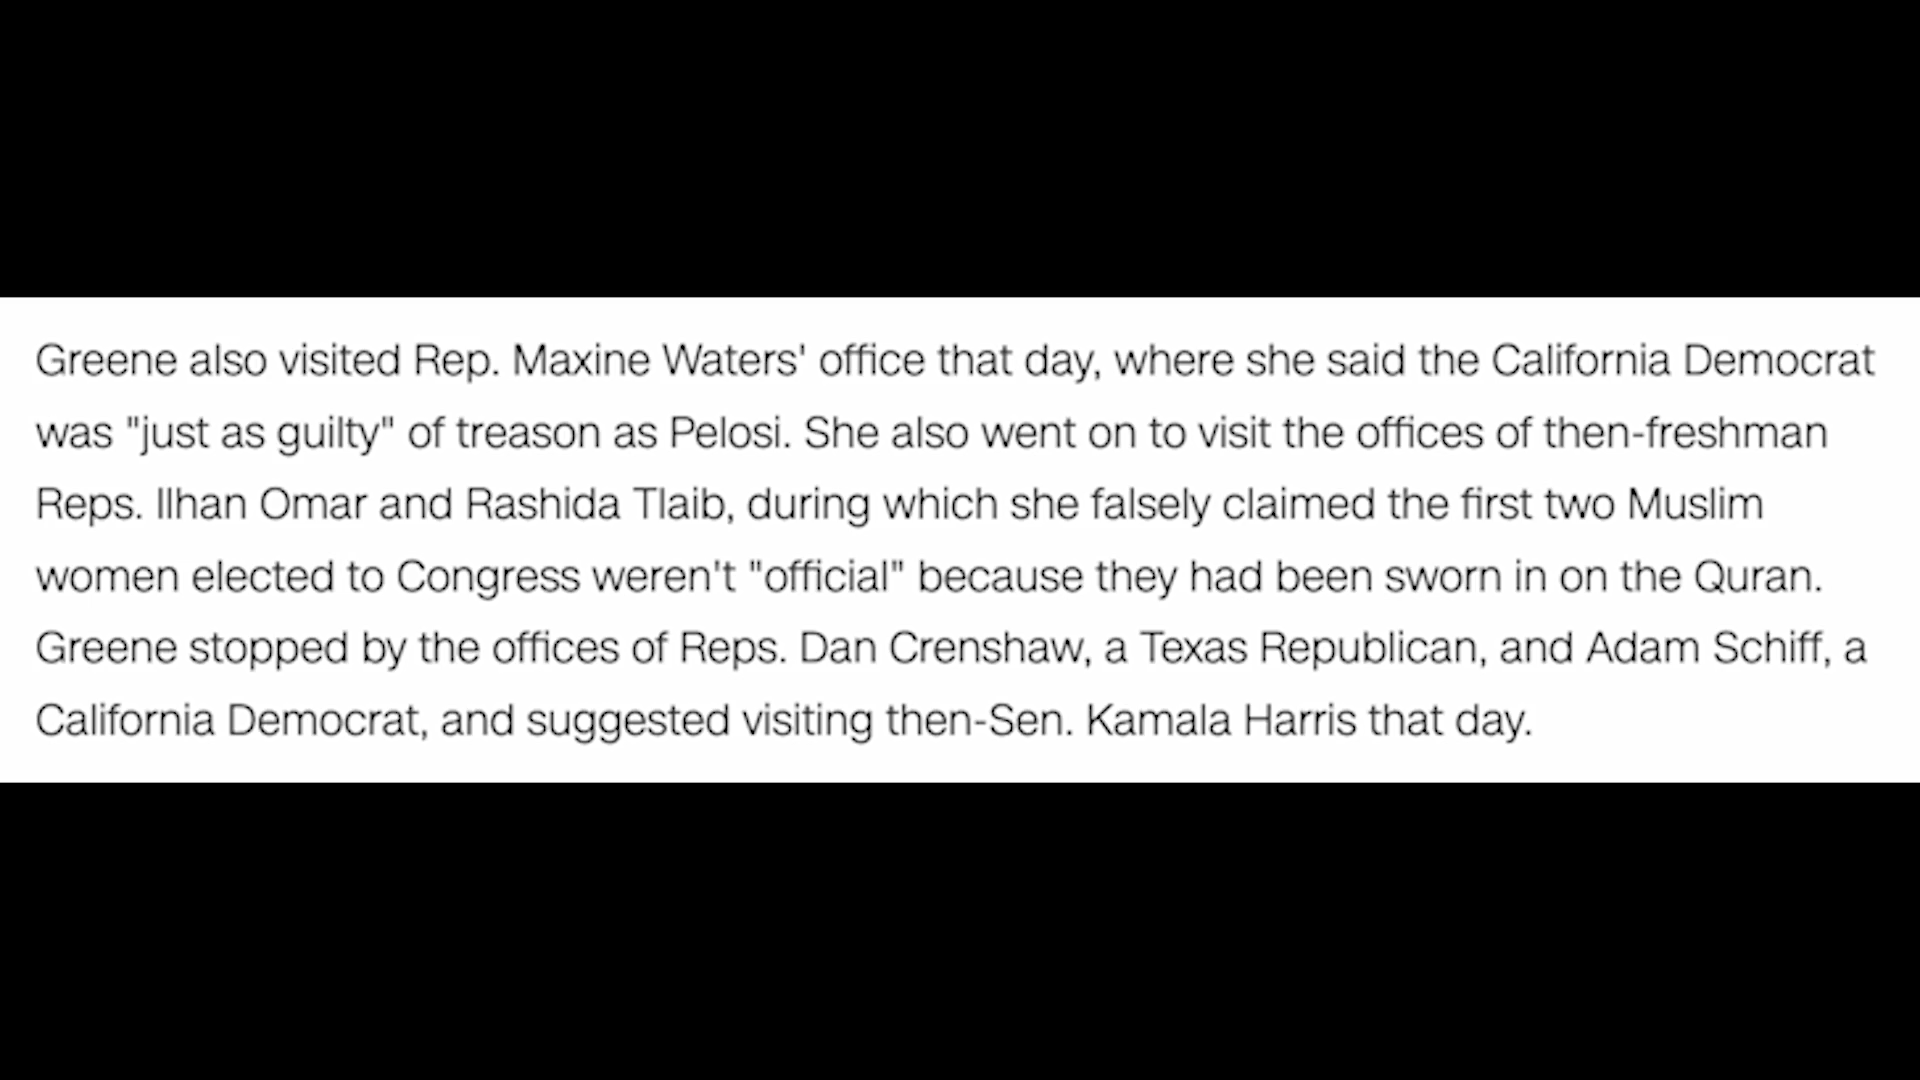 Greene also visited Rep. Maxine Waters' office that day, where she said the California Democrat
was "just as guilty" of treason as Pelosi. She also went on to visit the offices of then-freshman
Reps. Ilhan Omar and Rashida Tlaib, during which she falsely claimed the first two Muslim
women elected to Congress weren't "official" because they had been sworn in on the Quran.
Greene stopped by the offices of Reps. Dan Crenshaw, a Texas Republican, and Adam Schiff, a
California Democrat, and suggested visiting then-Sen. Kamala Harris that day.